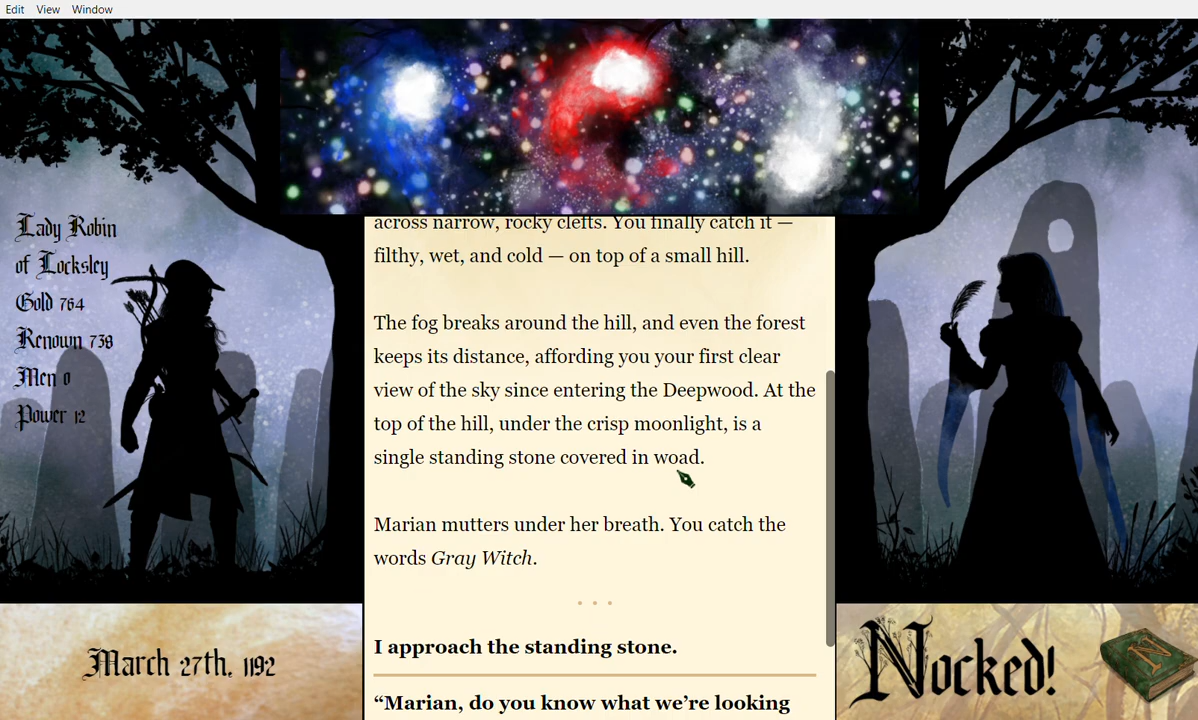 Edit View Window
Lady Robin
of Locksley
Gold 764
Renown 738
Men 0
Power 12
across narrow, rocky clefts. You finally catch it —
filthy, wet, and cold — on top of a small hill.
The fog breaks around the hill, and even the forest
keeps its distance, affording you your first clear
view of the sky since entering the Deepwood. At the
top of the hill, under the crisp moonlight, is a
single standing stone covered in woad.
Marian mutters under her breath. You catch the
words Gray Witch.
• • •
I approach the standing stone.
“Marian, do you know what we’re looking
March 27th, 1192
Nocked!
N